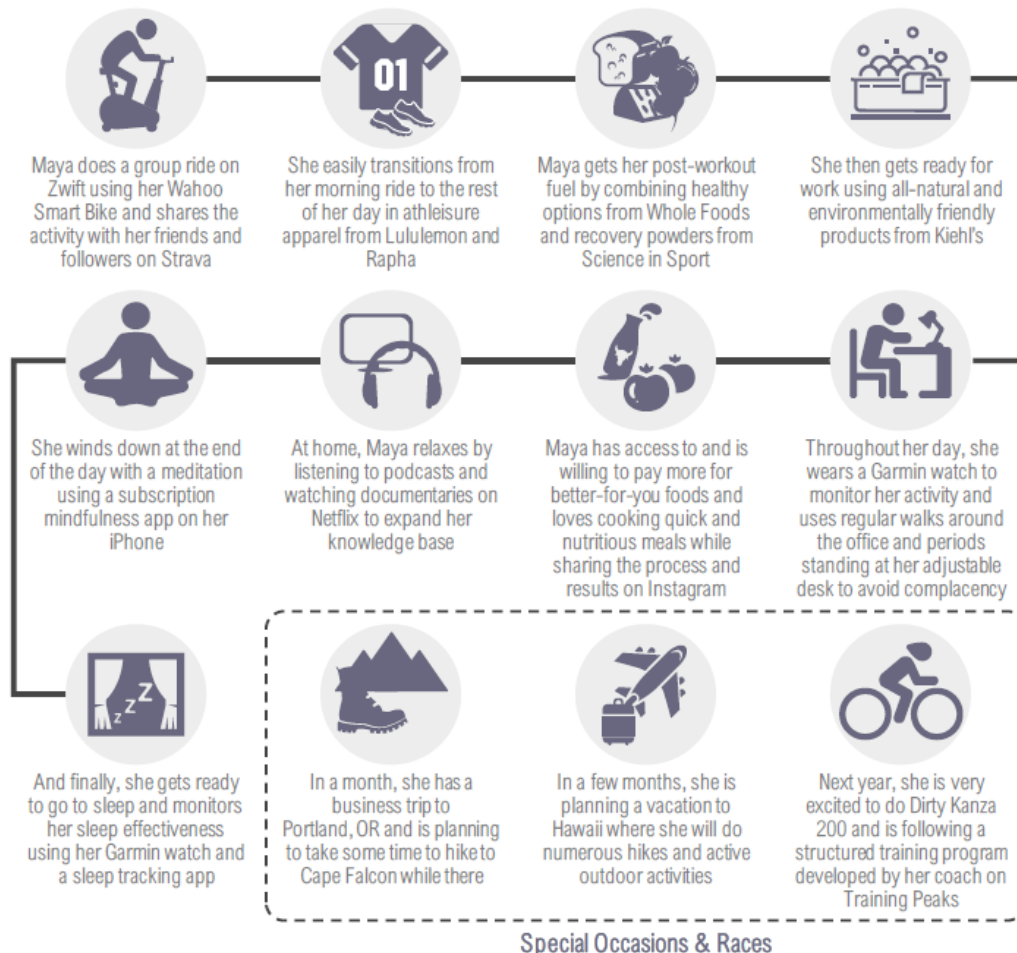 01
Maya does a group ride on
Zwift using her Wahoo
Smart Bike and shares the
activity with her friends and
followers on Strava
She easily transitions from
her morning ride to the rest
of her day in athleisure
apparel from Lululemon and
Rapha
Maya gets her post-workout
fuel by combining healthy
options from Whole Foods
and recovery powders from
Science in Sport
She then gets ready for
work using all-natural and
environmentally friendly
products from Kiehl's
Throughout her day, she
wears a Garmin watch to
monitor her activity and
uses regular walks around
the office and periods
standing at her adjustable
desk to avoid complacency
Maya has access to and is
willing to pay more for
better-for-you foods and
loves cooking quick and
nutritious meals while
sharing the process and
results on Instagram
At home, Maya relaxes by
listening to podcasts and
watching documentaries on
Netflix to expand her
knowledge base
She winds down at the end
of the day with a meditation
using a subscription
mindfulness app on her
iPhone
z z Z
And finally, she gets ready
to go to sleep and monitors
her sleep effectiveness
using her Garmin watch and
a sleep tracking app
In a month, she has a
business trip to
Portland, OR and is planning
to take some time to hike to
Cape Falcon while there
In a few months, she is
planning a vacation to
Hawaii where she will do
numerous hikes and active
outdoor activities
Next year, she is very
excited to do Dirty Kanza
200 and is following a
structured training program
developed by her coach on
Training Peaks
Special Occasions & Races